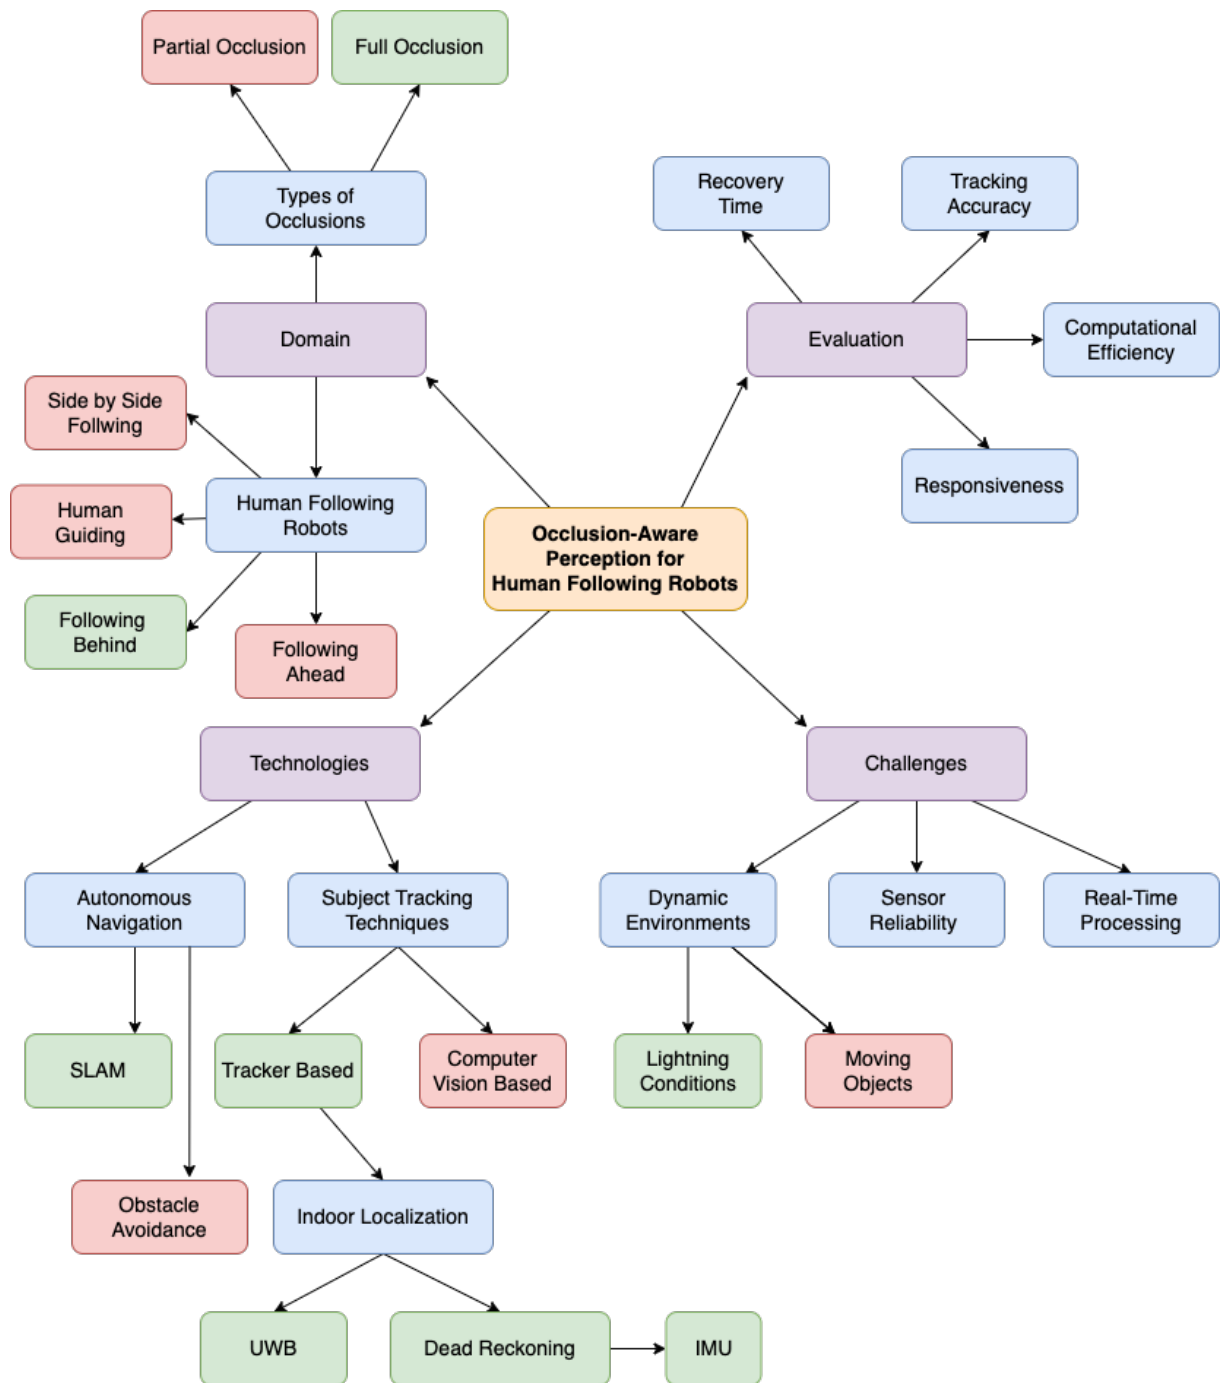 Partial Occlusion
Full Occlusion
Types of
Occlusions
Recovery
Time
Tracking
Accuracy
Domain
Evaluation
Computational
Efficiency
Side by Side
Follwing
Responsiveness
Human Following
Robots
Human
Guiding
Occlusion-Aware
Perception for
Human Following Robots
Following
Behind
Following
Ahead
Technologies
Challenges
Autonomous
Navigation
Subject Tracking
Techniques
Dynamic
Environments
Sensor
Reliability
Real-Time
Processing
SLAM
Tracker Based
Computer
Vision Based
Lightning
Conditions
Moving
Objects
Obstacle
Avoidance
Indoor Localization
UWB
Dead Reckoning
IMU